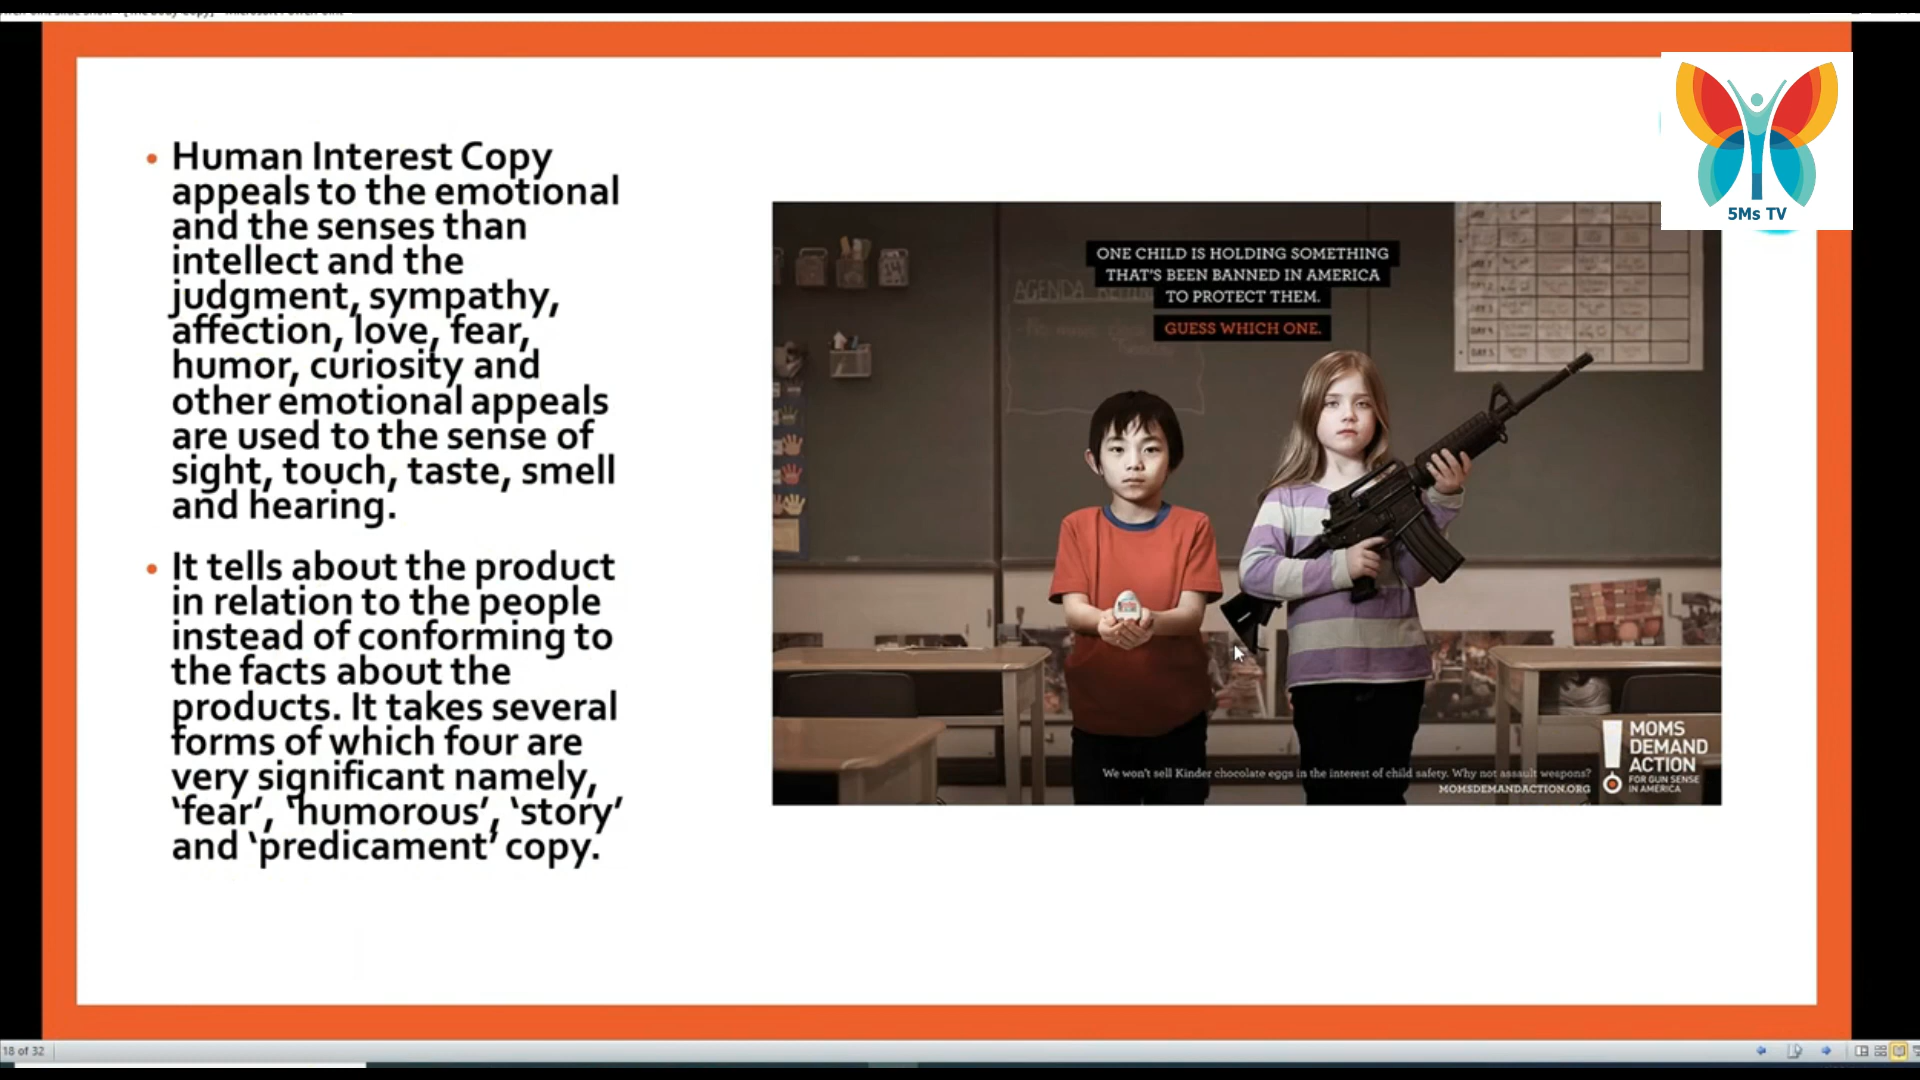 5Ms TV
• Human Interest Copy
appeals to the emotional
and the senses than
intellect and the
judgment, sympathy,
affection, love, fear,
humor, curiosity and
other emotional appeals
are used to the sense of
sight, touch, taste, smell
and hearing.
• It tells about the product
in relation to the people
instead of conforming to
the facts about the
products. It takes several
forms of which four are
very significant namely,
‘fear’, ‘humorous’, ‘story’
and ‘predicament’ copy.
ONE CHILD IS HOLDING SOMETHING
THAT'S BEEN BANNED IN AMERICA
TO PROTECT THEM.
GUESS WHICH ONE.
AGENDA
We won't sell Kinder chocolate eggs in the interest of child safety. Why not assault weapons?
MOMSDEMANDACTION.ORG
MOMS
DEMAND
ACTION
FOR GUN SENSE
IN AMERICA
18 of 32